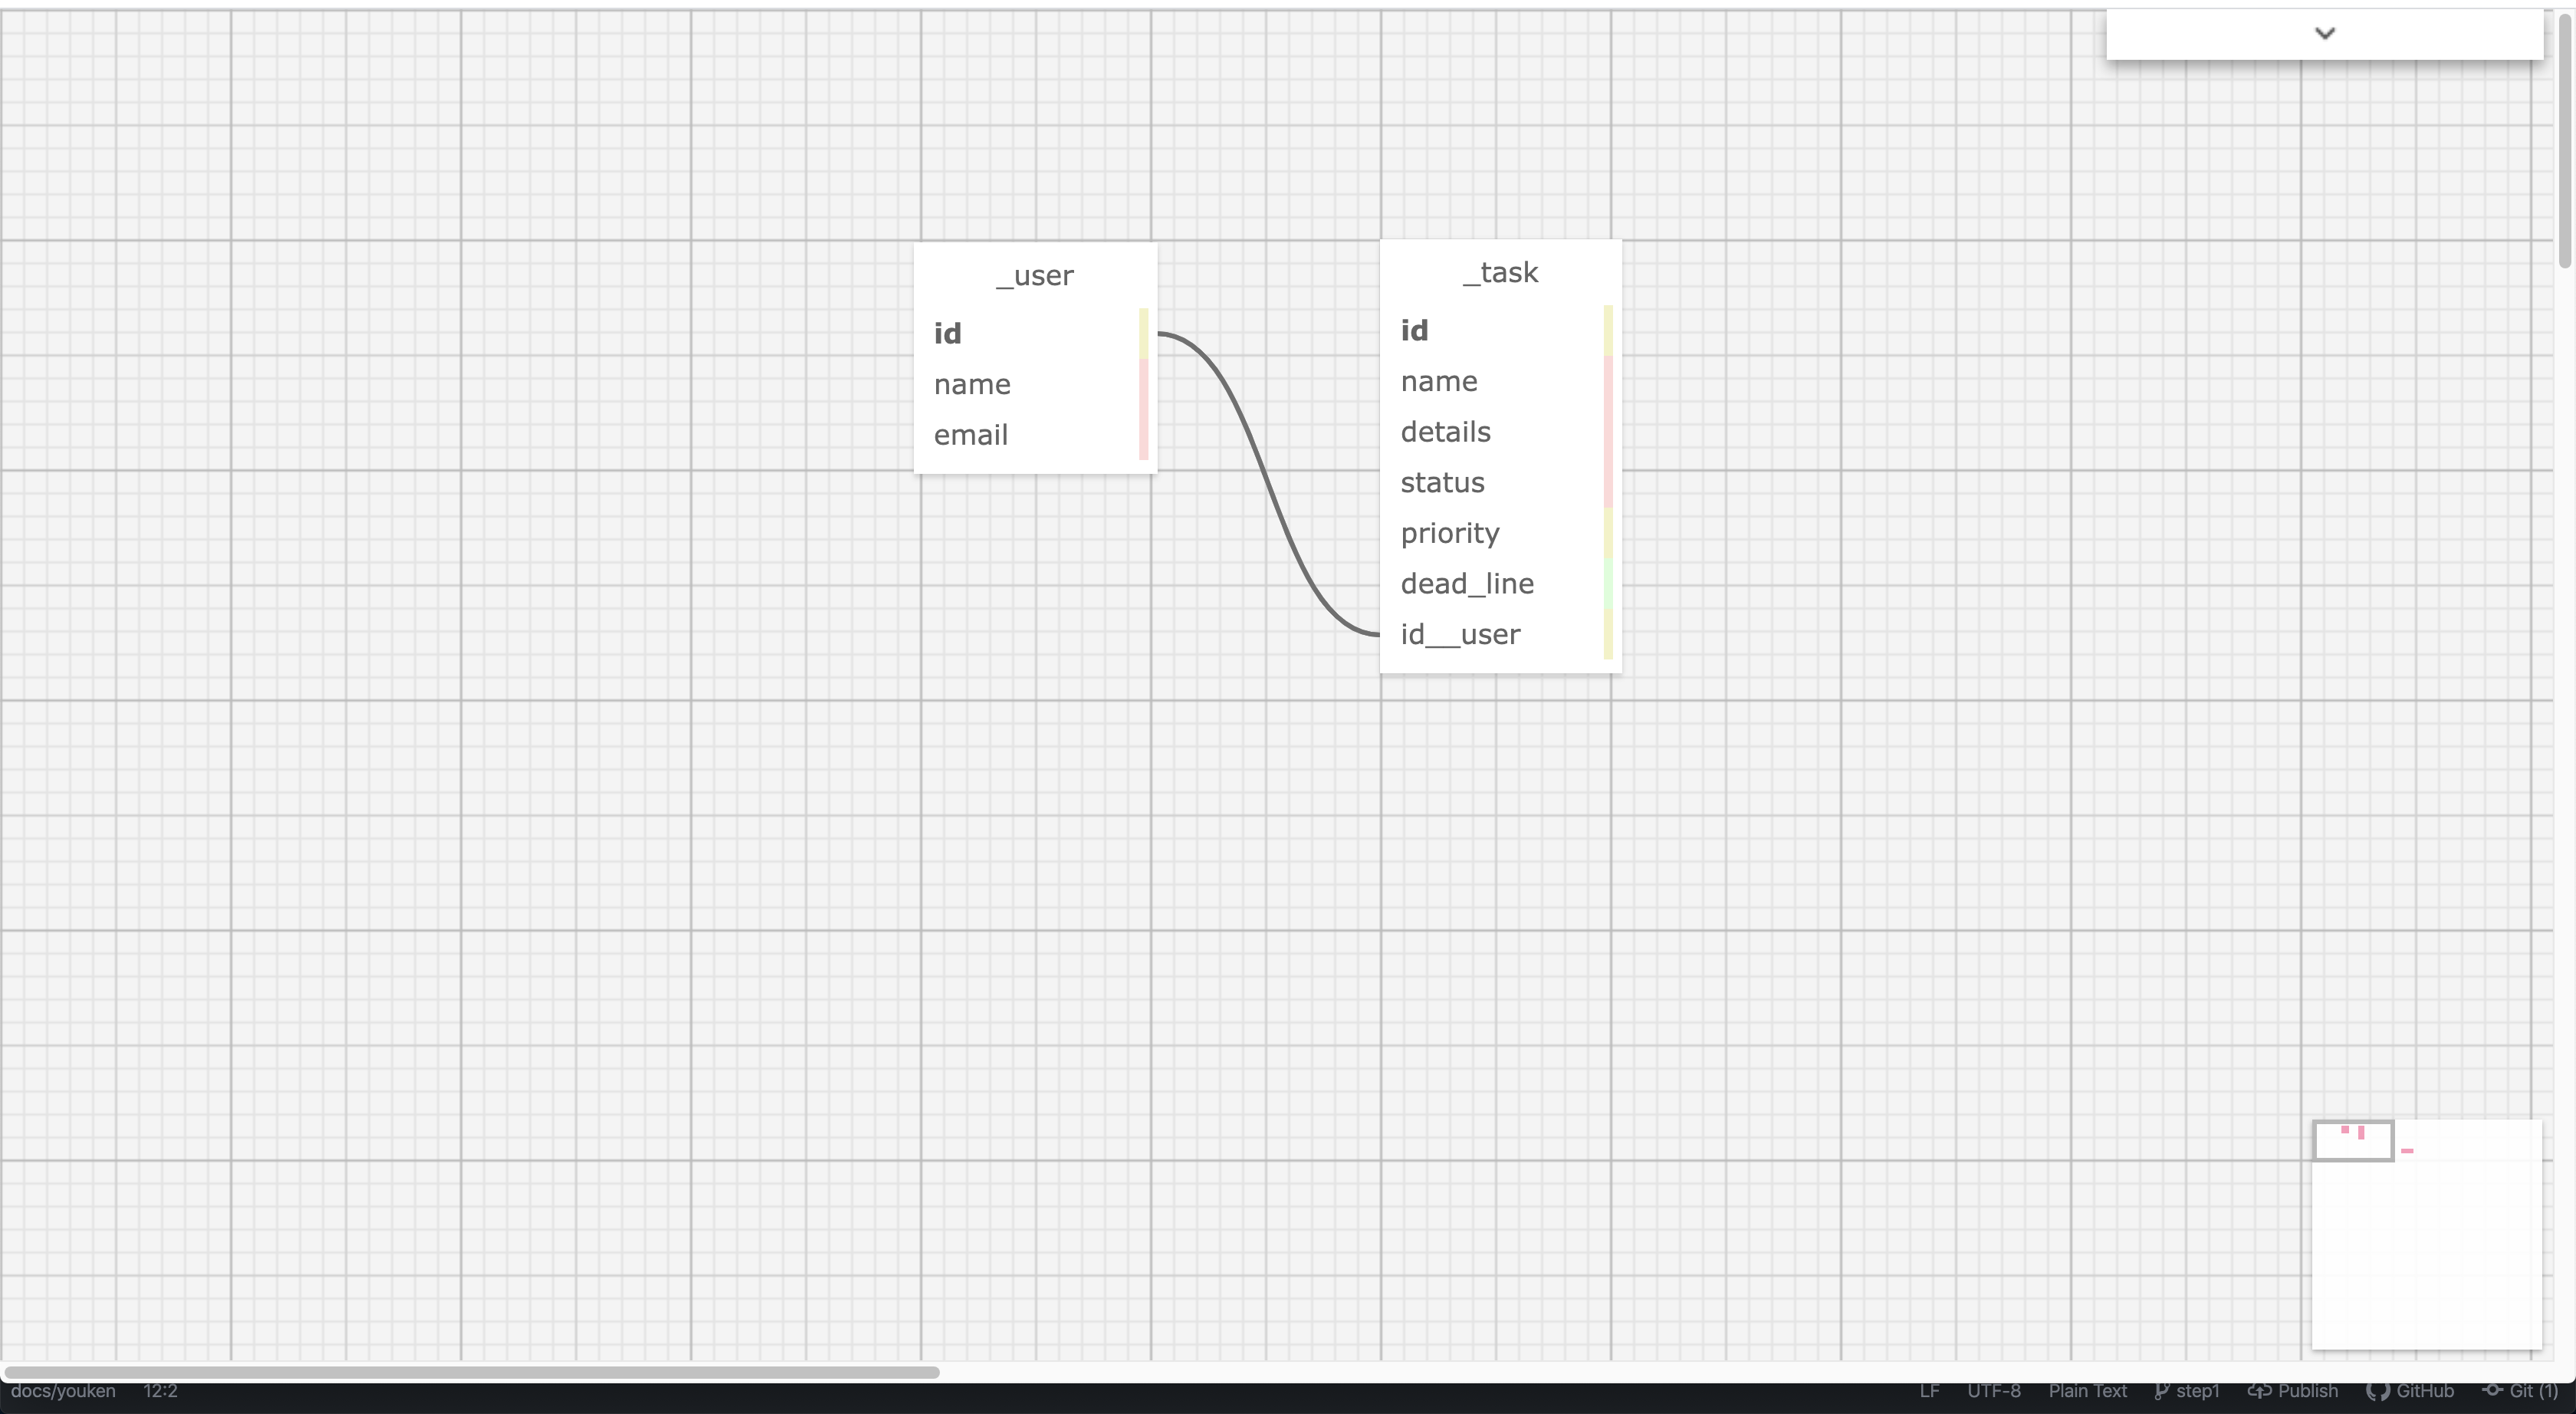 _user
id
name
email
_task
id
name
details
status
priority
dead_line
id__user
docs/youken 12:2
LF UTF-8 Plain Text step1 Publish GitHub Git (1)